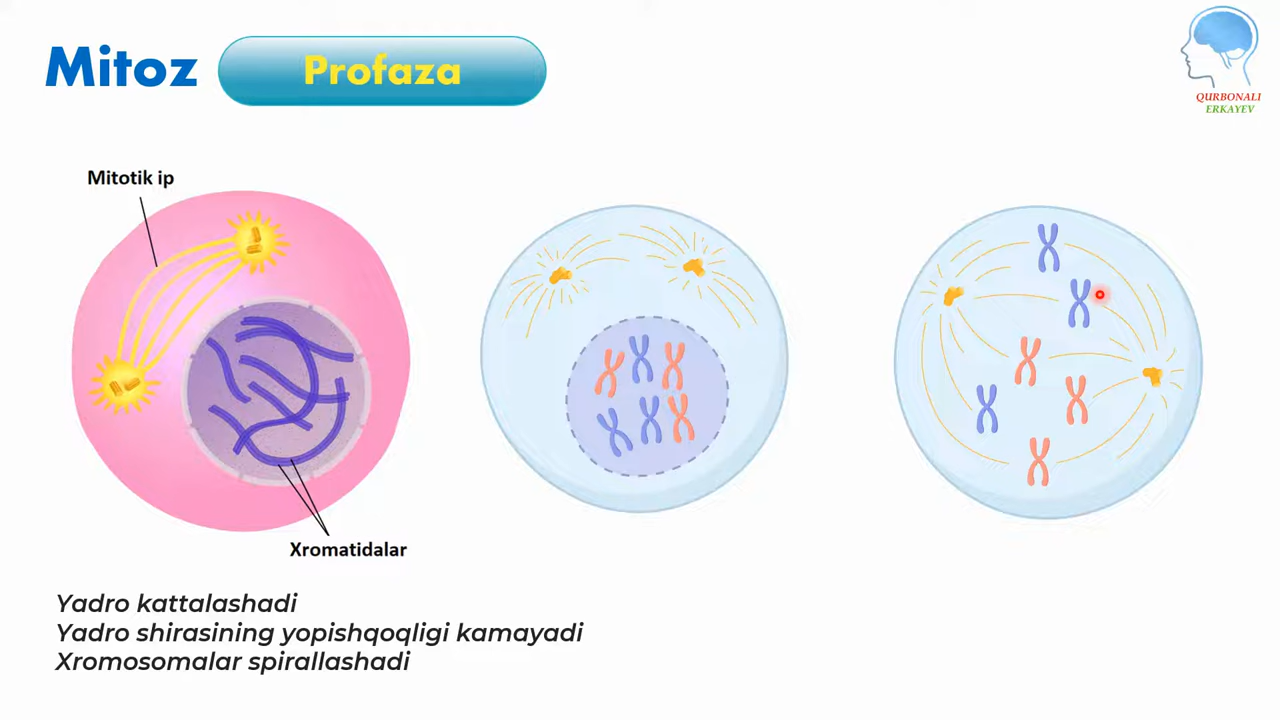 Mitoz
Profaza
QURBONALI
ERKAYEV
Mitotik ip
Xromatidalar
Yadro kattalashadi
Yadro shirasining yopishqoqligi kamayadi
Xromosomalar spirallashadi